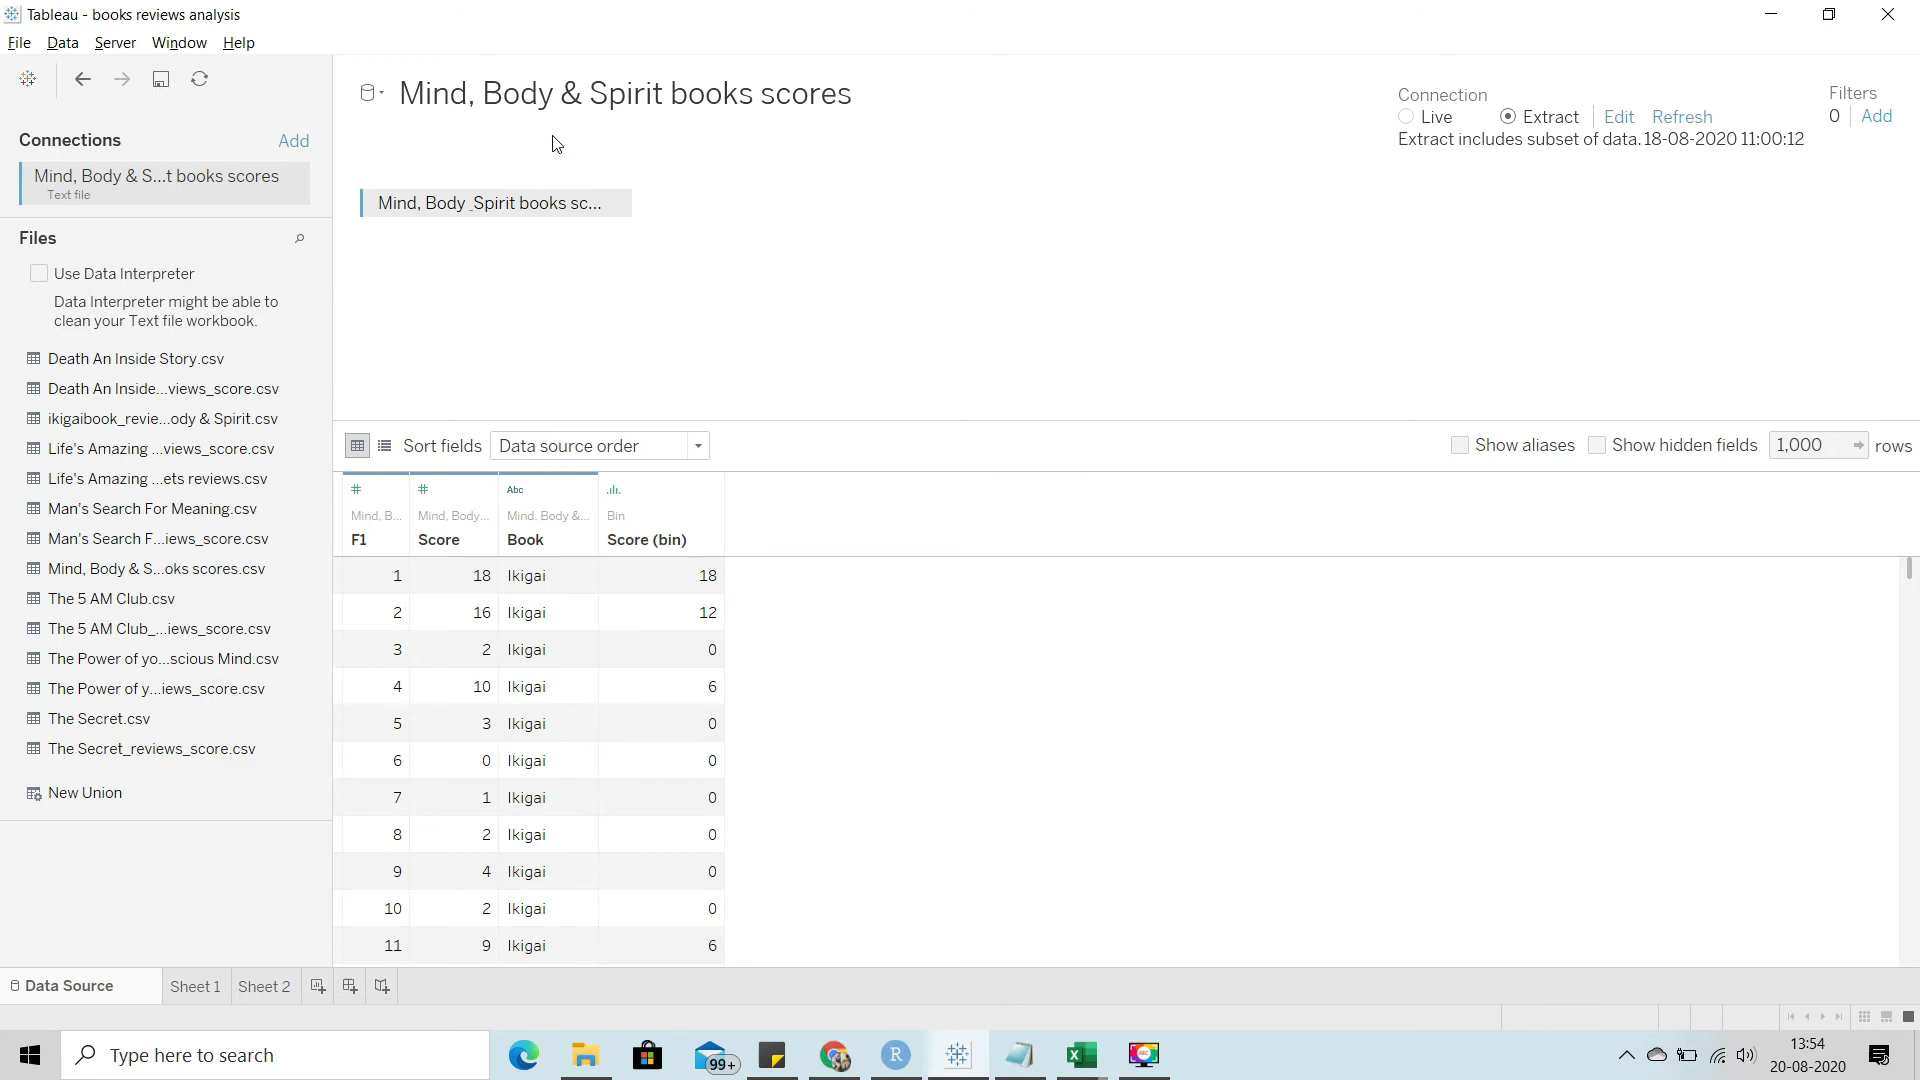 Tableau - books reviews analysis
File Data Server Window Help
Connections Add
Mind, Body & S...t books scores
Text file
Files
Use Data Interpreter
Data Interpreter might be able to
clean your Text file workbook.
Death An Inside Story.csv
Death An Inside...views_score.csv
ikigaibook_revie...ody & Spirit.csv
Life's Amazing ...views_score.csv
Life's Amazing ...ets reviews.csv
Man's Search For Meaning.csv
Man's Search F...iews_score.csv
Mind, Body & S...oks scores.csv
The 5 AM Club.csv
The 5 AM Club_...iews_score.csv
The Power of yo...scious Mind.csv
The Power of y...iews_score.csv
The Secret.csv
The Secret_reviews_score.csv
New Union
Mind, Body & Spirit books scores
Connection
Live Extract Edit Refresh
Extract includes subset of data. 18-08-2020 11:00:12
Filters
0 Add
Mind, Body _Spirit books sc...
Sort fields Data source order
Show aliases Show hidden fields 1,000 rows
# # Abc
Mind, B... Mind, Body... Mind, Body &... Bin
F1 Score Book Score (bin)
1 18 Ikigai 18
2 16 Ikigai 12
3 2 Ikigai 0
4 10 Ikigai 6
5 3 Ikigai 0
6 0 Ikigai 0
7 1 Ikigai 0
8 2 Ikigai 0
9 4 Ikigai 0
10 2 Ikigai 0
11 9 Ikigai 6
Data Source Sheet 1 Sheet 2
Type here to search
99+
R
13:54
20-08-2020